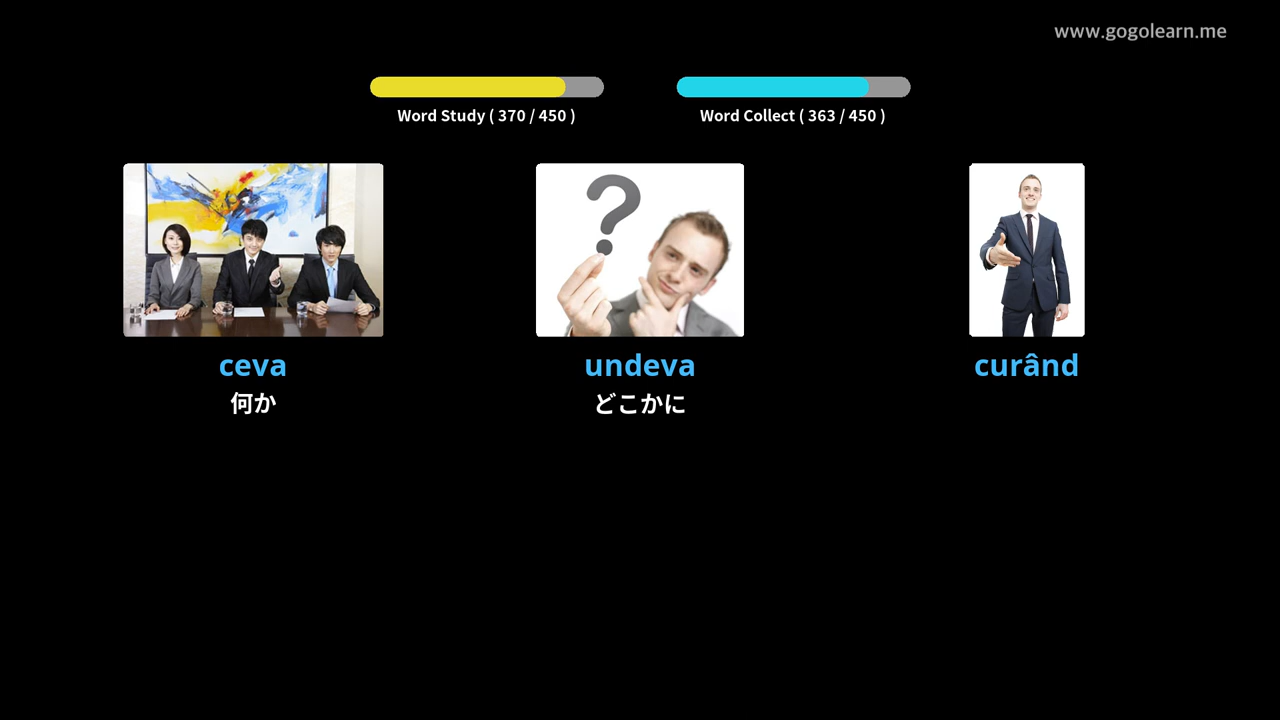 www.gogolearn.me
Word Study ( 370 / 450 )
Word Collect ( 363 / 450 )
ceva
何か
undeva
どこかに
curând